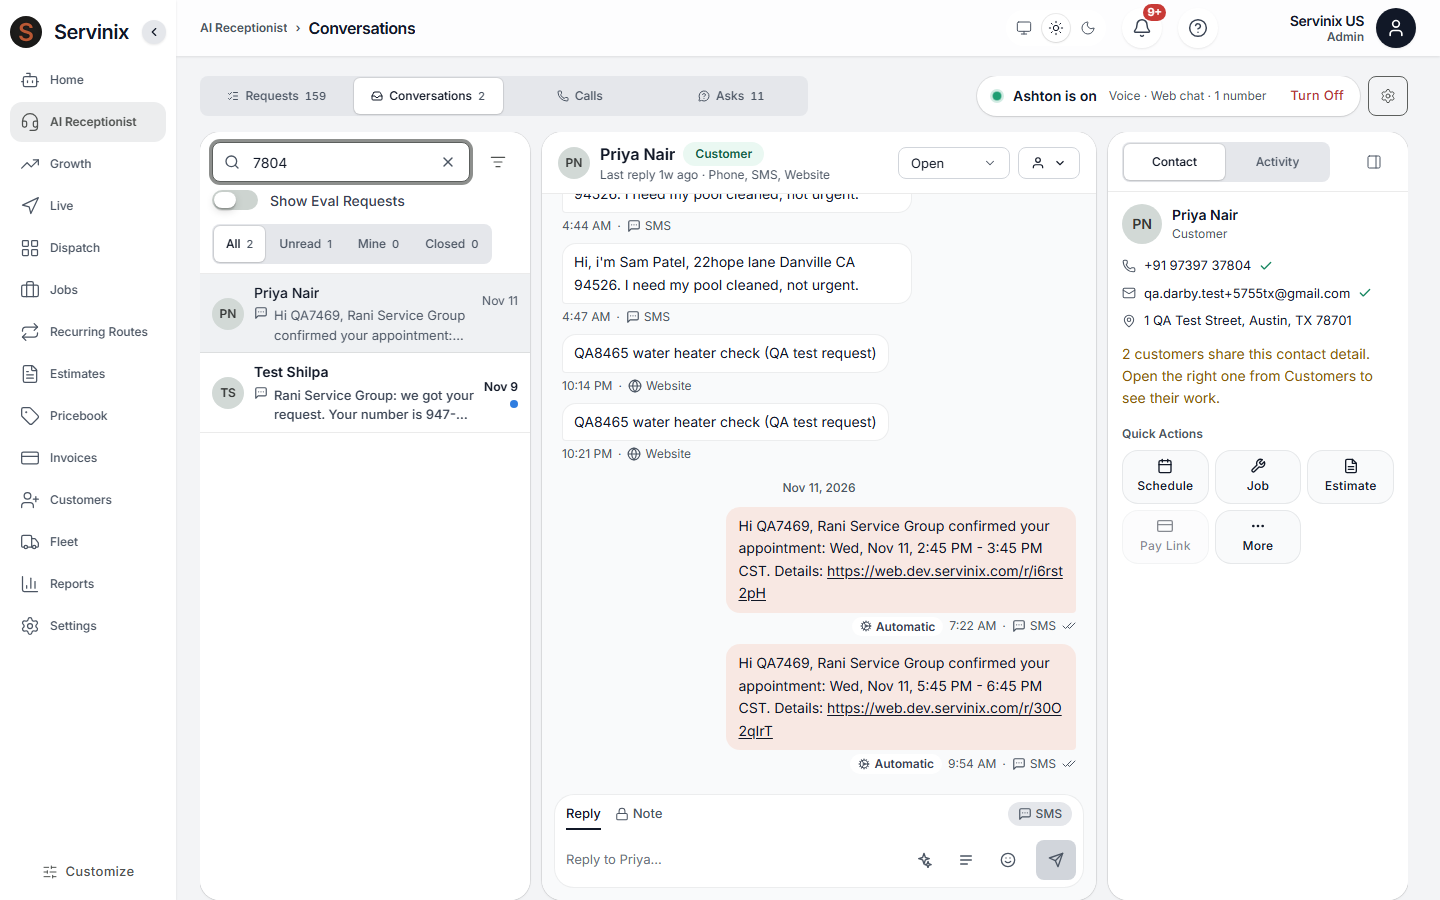 Servinix
AI Receptionist › Conversations
9+
Servinix US
Admin
Home
AI Receptionist
Growth
Live
Dispatch
Jobs
Recurring Routes
Estimates
Pricebook
Invoices
Customers
Fleet
Reports
Settings
Customize
Requests 159
Conversations 2
Calls
Asks 11
Ashton is on Voice · Web chat · 1 number Turn Off
7804
Show Eval Requests
All 2 Unread 1 Mine 0 Closed 0
PN
Priya Nair
Nov 11
Hi QA7469, Rani Service Group
confirmed your appointment:...
TS
Test Shilpa
Nov 9
Rani Service Group: we got your
request. Your number is 947-...
PN
Priya Nair Customer
Last reply 1w ago · Phone, SMS, Website
Open
94526. I need my pool cleaned, not urgent.
4:44 AM · SMS
Hi, i'm Sam Patel, 22hope lane Danville CA
94526. I need my pool cleaned, not urgent.
4:47 AM · SMS
QA8465 water heater check (QA test request)
10:14 PM · Website
QA8465 water heater check (QA test request)
10:21 PM · Website
Nov 11, 2026
Hi QA7469, Rani Service Group confirmed your
appointment: Wed, Nov 11, 2:45 PM - 3:45 PM
CST. Details: https://web.dev.servinix.com/r/i6rst
2pH
Automatic 7:22 AM · SMS
Hi QA7469, Rani Service Group confirmed your
appointment: Wed, Nov 11, 5:45 PM - 6:45 PM
CST. Details: https://web.dev.servinix.com/r/30O
2qIrT
Automatic 9:54 AM · SMS
Reply Note
SMS
Reply to Priya...
Contact Activity
PN
Priya Nair
Customer
+91 97397 37804
qa.darby.test+5755tx@gmail.com
1 QA Test Street, Austin, TX 78701
2 customers share this contact detail.
Open the right one from Customers to
see their work.
Quick Actions
Schedule
Job
Estimate
Pay Link
More